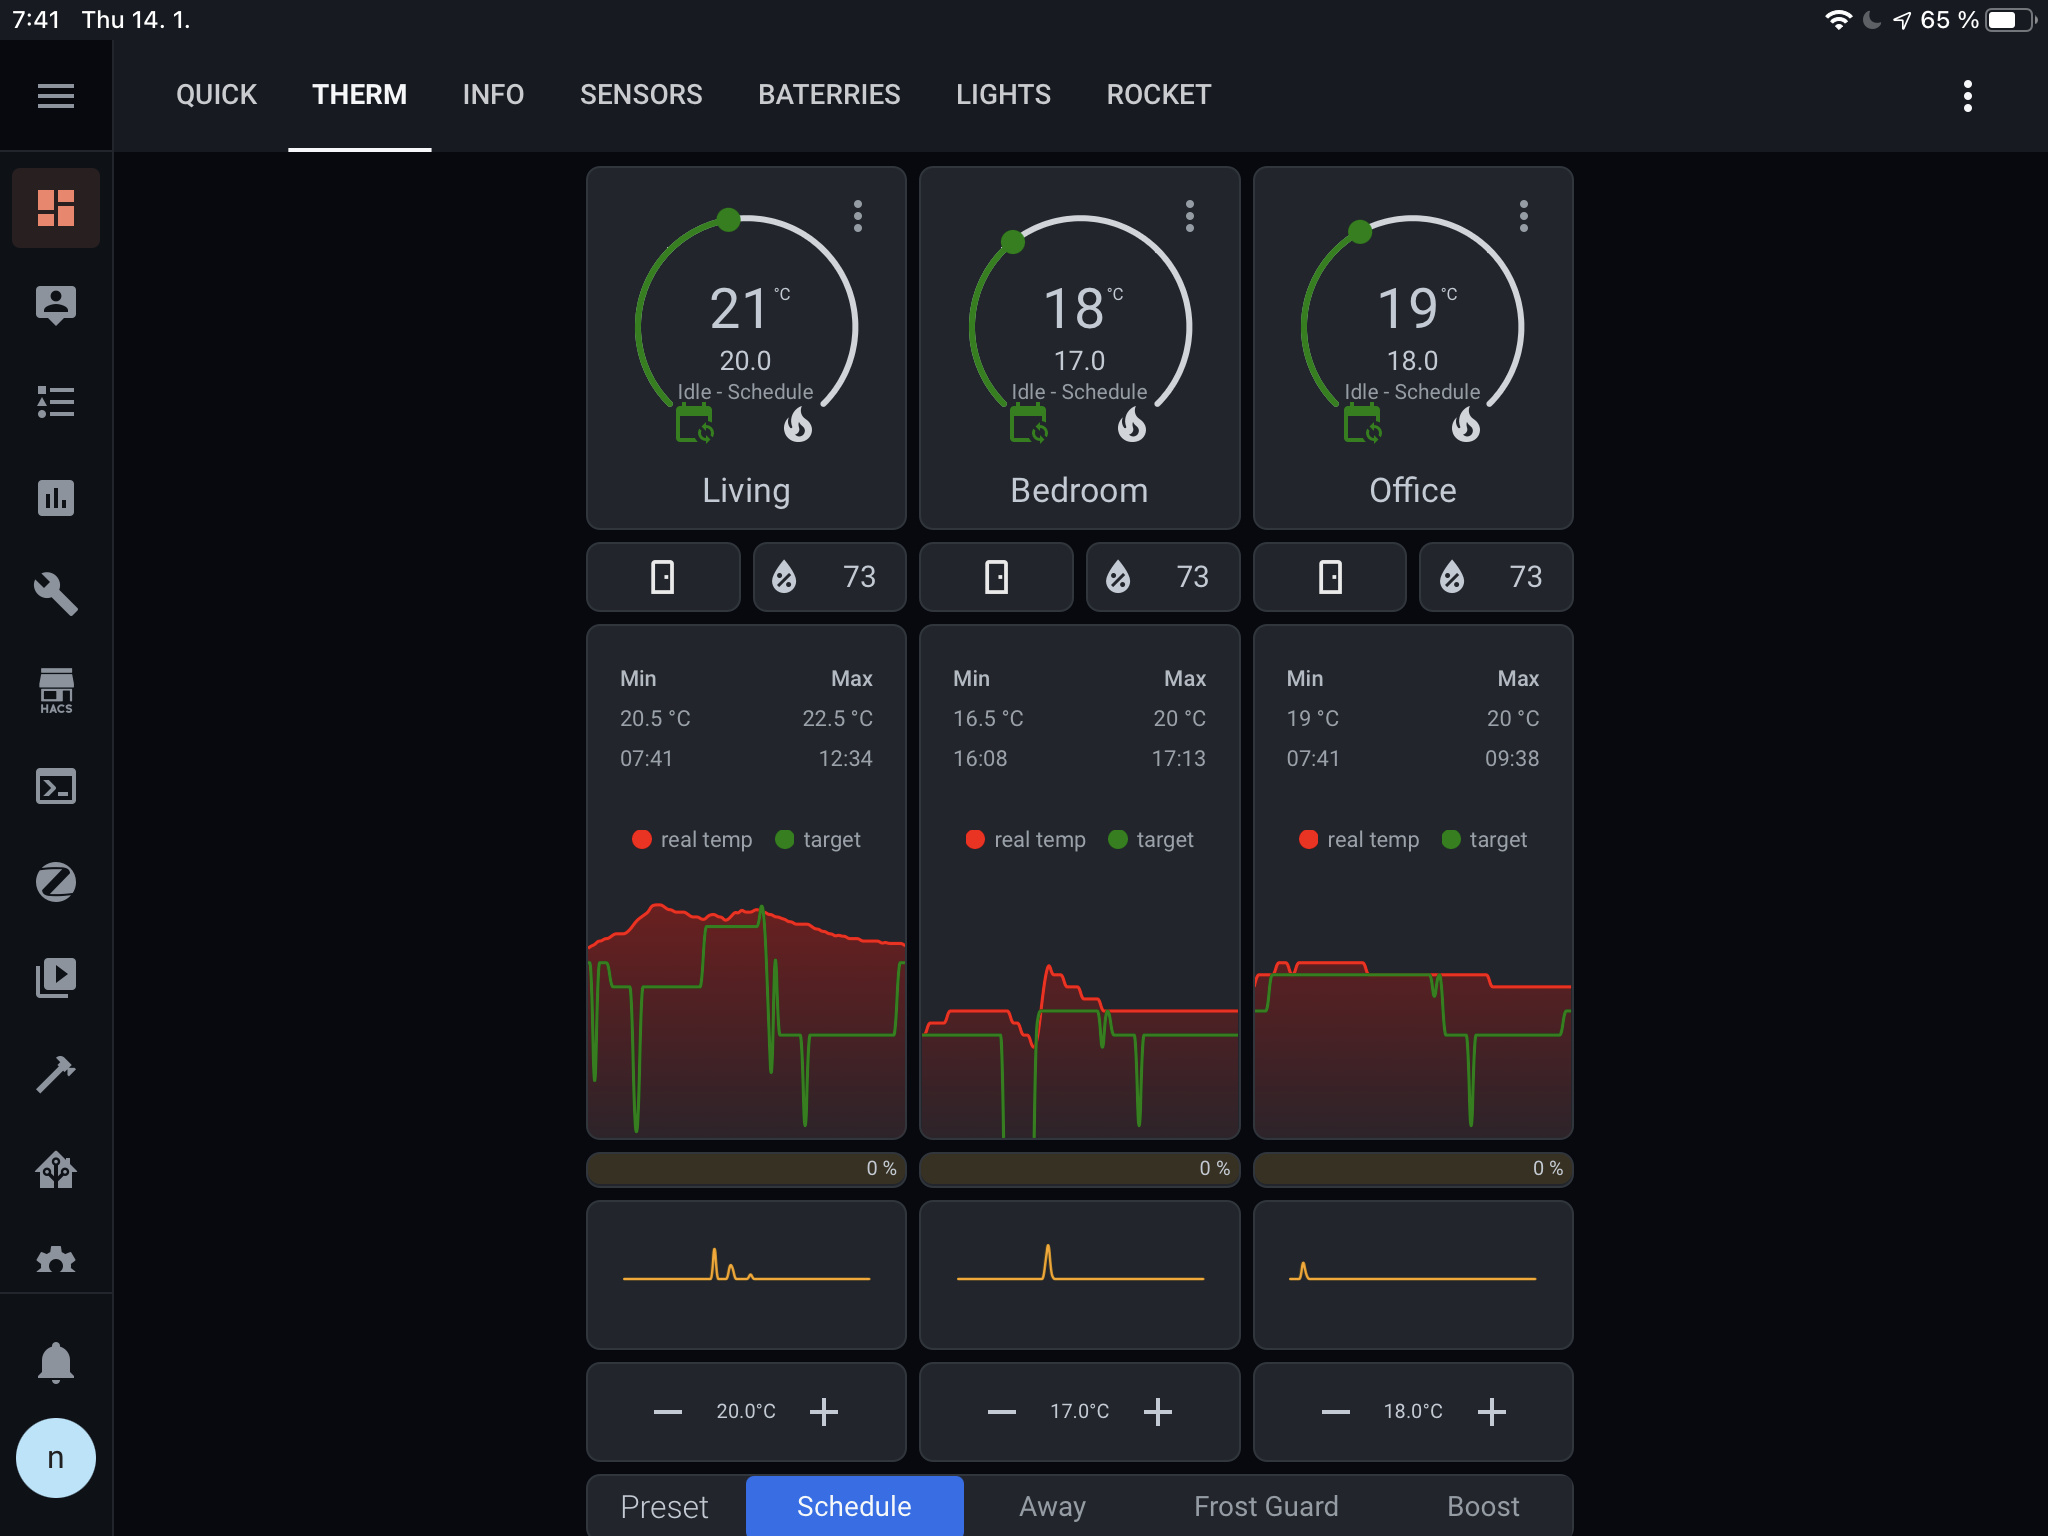 7:41 Thu 14. 1. 65 %
QUICK THERM INFO SENSORS BATERRIES LIGHTS ROCKET
21 °C
20.0
Idle - Schedule
Living
18 °C
17.0
Idle - Schedule
Bedroom
19 °C
18.0
Idle - Schedule
Office
73 73 73
Min Max
20.5 °C 22.5 °C
07:41 12:34
real temp target
Min Max
16.5 °C 20 °C
16:08 17:13
real temp target
Min Max
19 °C 20 °C
07:41 09:38
real temp target
HACS
0 % 0 % 0 %
20.0°C 17.0°C 18.0°C
n
Preset Schedule Away Frost Guard Boost